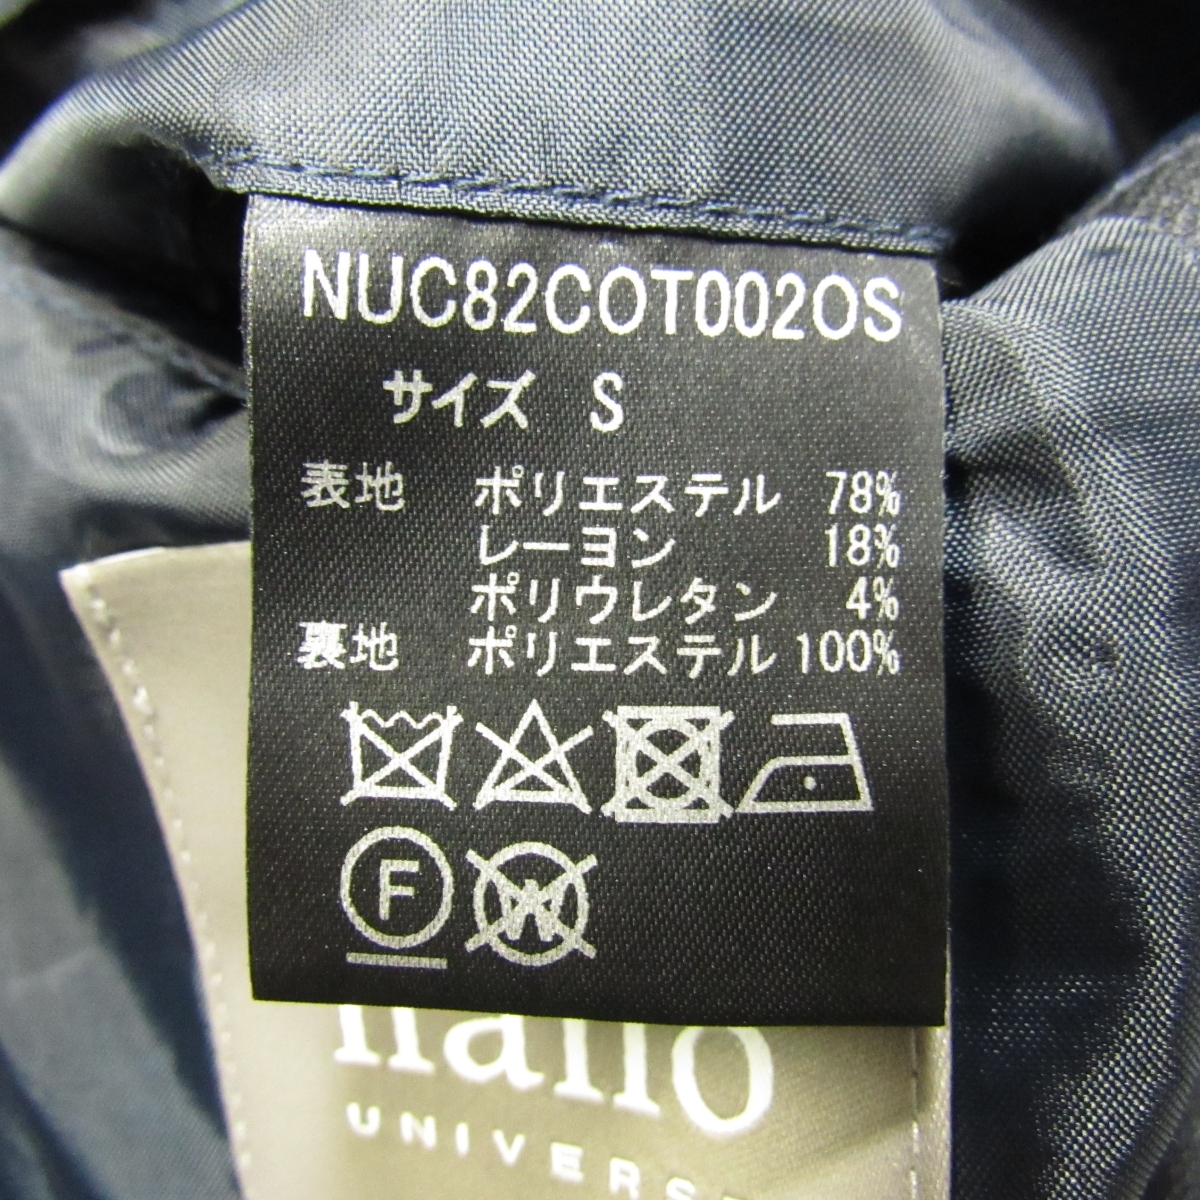 NUC82COT002OS
サイズ S
表地 ポリエステル 78%
レーヨン 18%
ポリウレタン 4%
裏地 ポリエステル 100%
F
W
nano